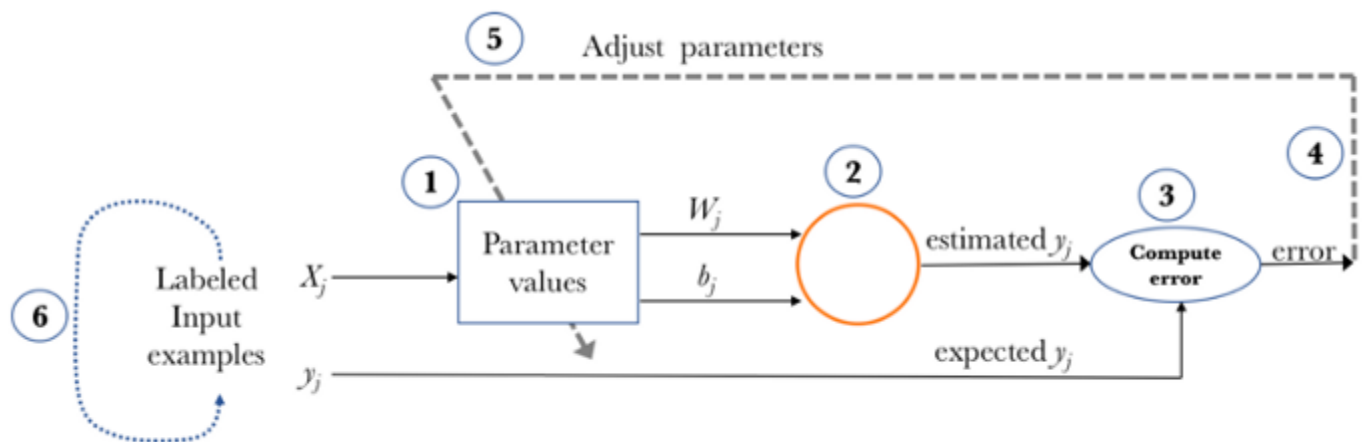 5 Adjust parameters
4
1 2 3
W_j
Parameter values
estimated y_j
Compute error
error
X_j
b_j
Labeled Input examples
6
expected y_j
y_j